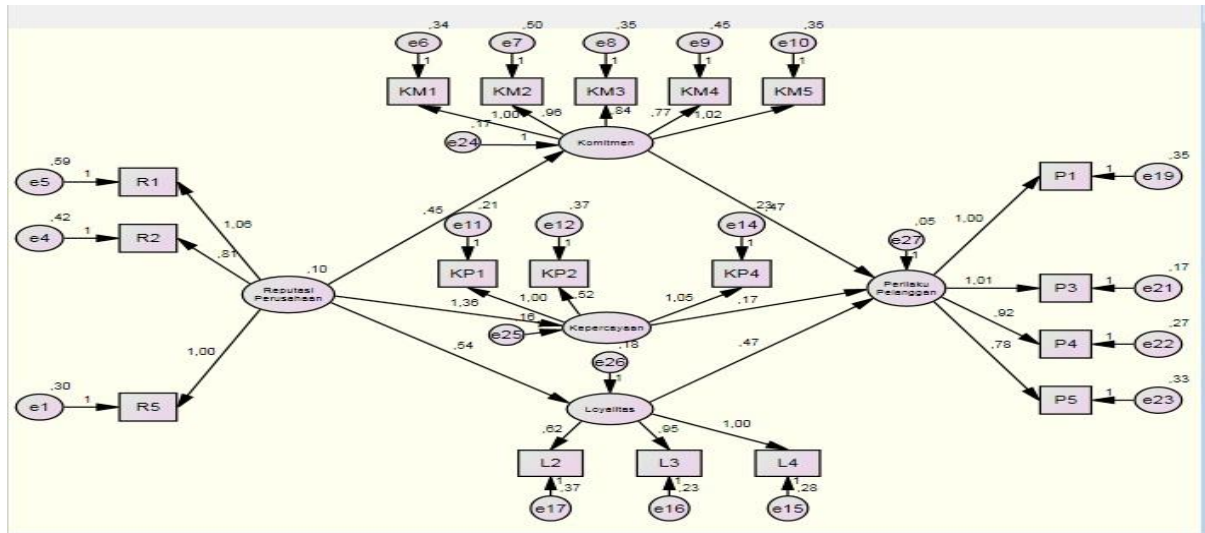 ,34
,50
,35
,45
,35
e6
e7
e8
e9
e10
1
1
1
1
1
KM1
KM2
KM3
KM4
KM5
1,00
,96
,84
,77
1,02
,17
e24
1
Komitmen
,59
e5
1
R1
,42
e4
1
R2
1,06
,81
,10
Reputasi
Perusahaan
1,00
,30
e1
1
R5
,45
,21
e11
1
KP1
,37
e12
1
KP2
,23
e14
1
KP4
,47
1,36
1,00
,52
1,05
,16
e25
Kepercayaan
,17
,54
,18
e26
1
Loyalitas
,47
,62
,95
1,00
L2
L3
L4
1
,37
1
,23
1
,28
e17
e16
e15
,05
e27
1
Perilaku
Pelanggan
1,00
1,01
,92
,78
P1
1
,35
e19
P3
1
,17
e21
P4
1
,27
e22
P5
1
,33
e23